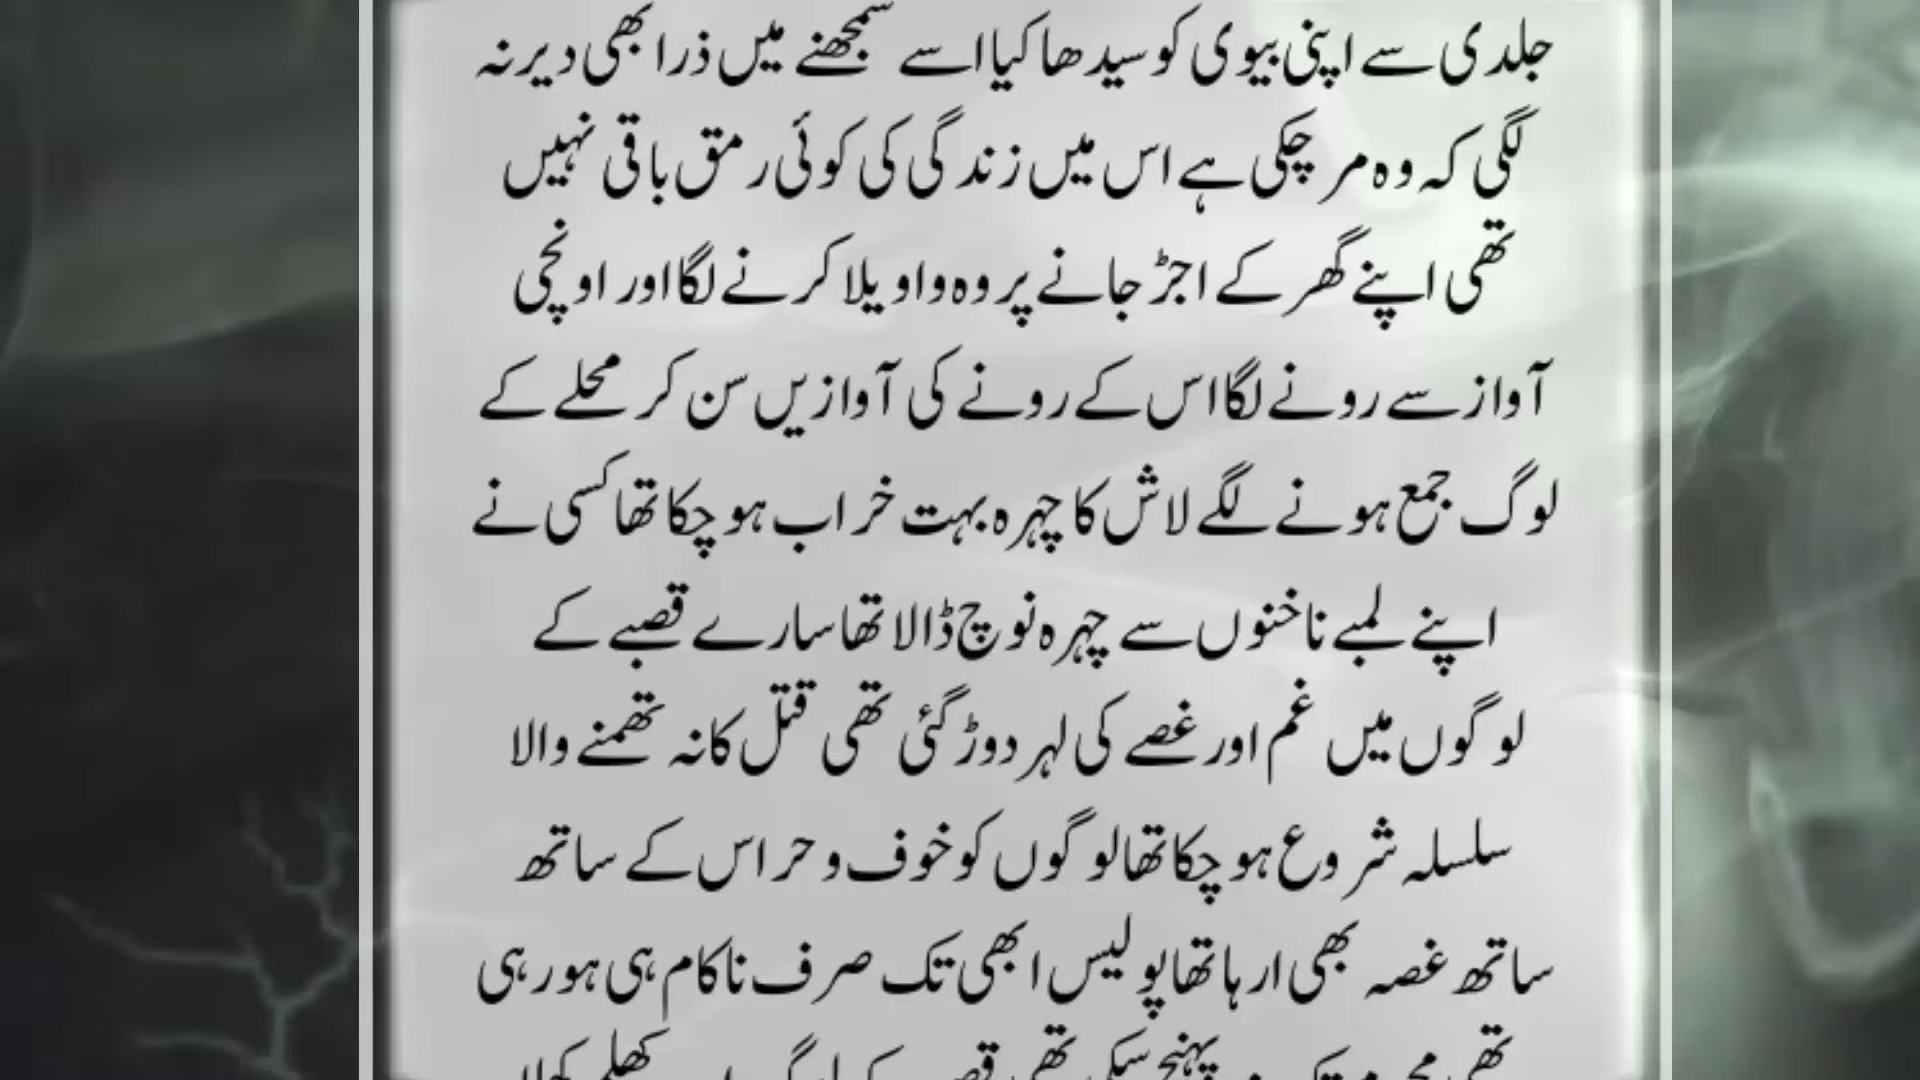 جلدی سے اپنی بیوی کو سیدھا کیا اسے سمجھنے میں ذرا بھی دیر نہ
لگی کہ وہ مر چکی ہے اس میں زندگی کی کوئی رمق باقی نہیں
تھی اپنے گھر کے اجڑ جانے پر وہ واویلا کرنے لگا اور اونچی
آواز سے رونے لگا اس کے رونے کی آوازیں سن کر محلے کے
لوگ جمع ہونے لگے لاش کا چہرہ بہت خراب ہو چکا تھا کسی نے
اپنے لمبے ناخنوں سے چہرہ نوچ ڈالا تھا سارے قصبے کے
لوگوں میں غم اور غصے کی لہر دوڑ گئی تھی قتل کا نہ تھمنے والا
سلسلہ شروع ہو چکا تھا لوگوں کو خوف و حراس کے ساتھ
ساتھ غصہ بھی ا رہا تھا پولیس ابھی تک صرف ناکام ہی ہو رہی
تھی